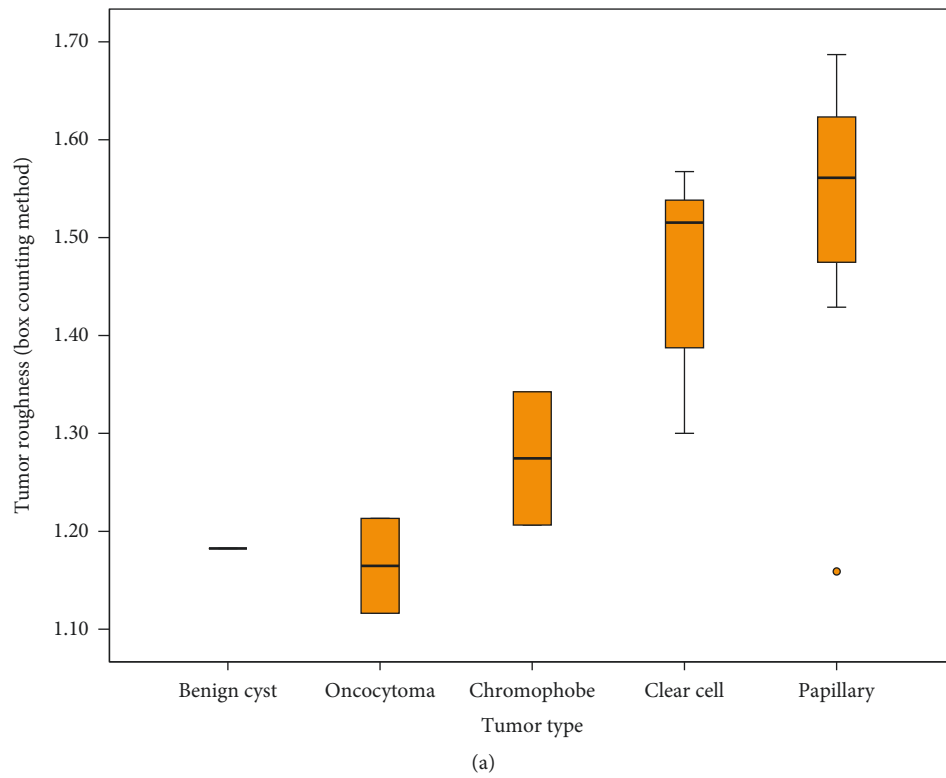 Tumor roughness (box counting method)
1.70
1.60
1.50
1.40
1.30
1.20
1.10
Benign cyst Oncocytoma Chromophobe Clear cell Papillary
Tumor type
(a)